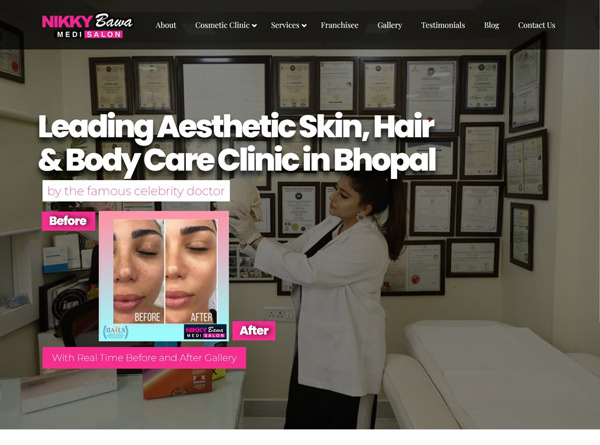 NIKKY Bawa
MEDI SALON
About
Cosmetic Clinic
Services
Franchisee
Gallery
Testimonials
Blog
Contact Us
Leading Aesthetic Skin, Hair
& Body Care Clinic in Bhopal
by the famous celebrity doctor
Before
BEFORE
AFTER
NIKKY Bawa
MEDI SALON
After
With Real Time Before and After Gallery